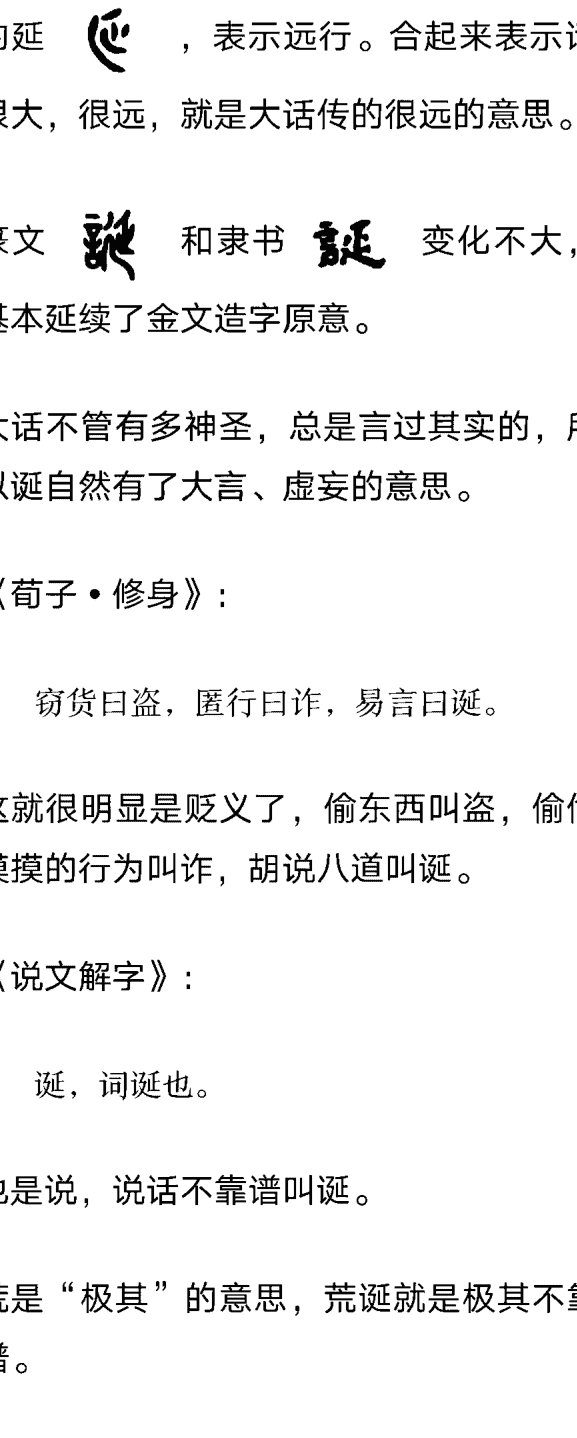 的延 㢟 ，表示远行。合起来表示
很大，很远，就是大话传的很远的意思。
篆文 誕 和隶书 誕 变化不大，
基本延续了金文造字原意。
大话不管有多神圣，总是言过其实的，所
以诞自然有了大言、虚妄的意思。
《荀子•修身》：
窃货曰盗，匿行曰诈，易言曰诞。
这就很明显是贬义了，偷东西叫盗，偷偷
摸摸的行为叫诈，胡说八道叫诞。
《说文解字》：
诞，词诞也。
也是说，说话不靠谱叫诞。
荒是“极其”的意思，荒诞就是极其不靠
谱。